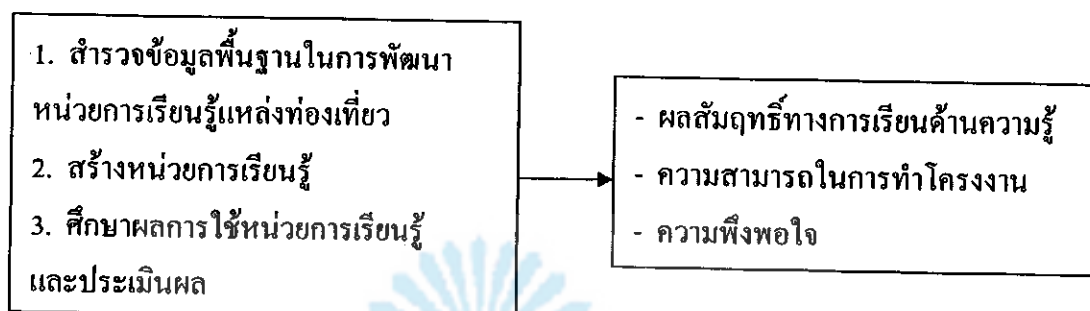 1. สำรวจข้อมูลพื้นฐานในการพัฒนา
หน่วยการเรียนรู้แหล่งท่องเที่ยว
2. สร้างหน่วยการเรียนรู้
3. ศึกษาผลการใช้หน่วยการเรียนรู้
และประเมินผล
- ผลสัมฤทธิ์ทางการเรียนด้านความรู้
- ความสามารถในการทำโครงงาน
- ความพึงพอใจ